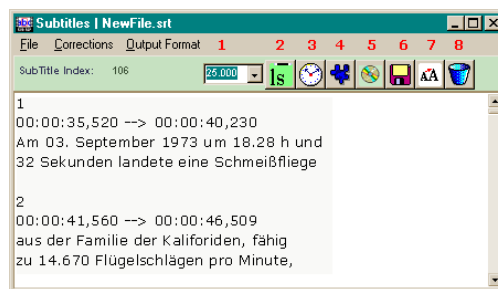 Subtitles | NewFile.srt
File Corrections Output Format 1 2 3 4 5 6 7 8
SubTitle Index: 106 25.000 1s AA
1
00:00:35,520 --> 00:00:40,230
Am 03. September 1973 um 18.28 h und
32 Sekunden landete eine Schmeißfliege
2
00:00:41,560 --> 00:00:46,509
aus der Familie der Kaliforiden, fähig
zu 14.670 Flügelschlägen pro Minute,